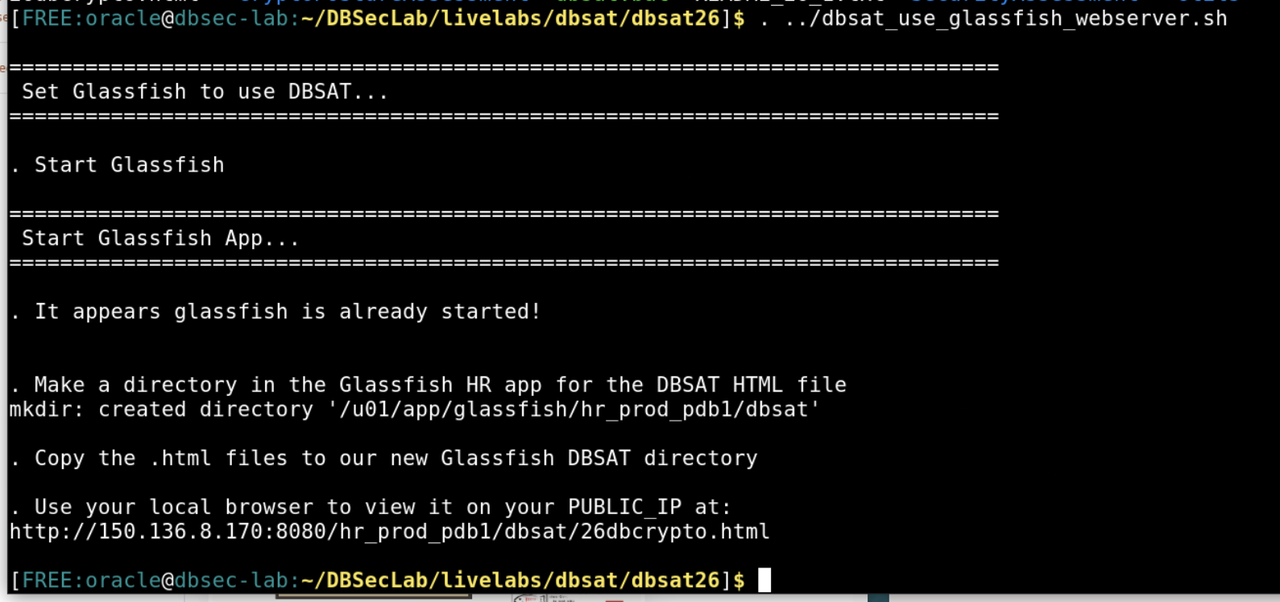 [FREE:oracle@dbsec-lab:~/DBSecLab/livelabs/dbsat/dbsat26]$ . ../dbsat_use_glassfish_webserver.sh
==============================================================================
Set Glassfish to use DBSAT...
==============================================================================
. Start Glassfish
==============================================================================
Start Glassfish App...
==============================================================================
. It appears glassfish is already started!
. Make a directory in the Glassfish HR app for the DBSAT HTML file
mkdir: created directory '/u01/app/glassfish/hr_prod_pdb1/dbsat'
. Copy the .html files to our new Glassfish DBSAT directory
. Use your local browser to view it on your PUBLIC_IP at:
http://150.136.8.170:8080/hr_prod_pdb1/dbsat/26dbcrypto.html
[FREE:oracle@dbsec-lab:~/DBSecLab/livelabs/dbsat/dbsat26]$